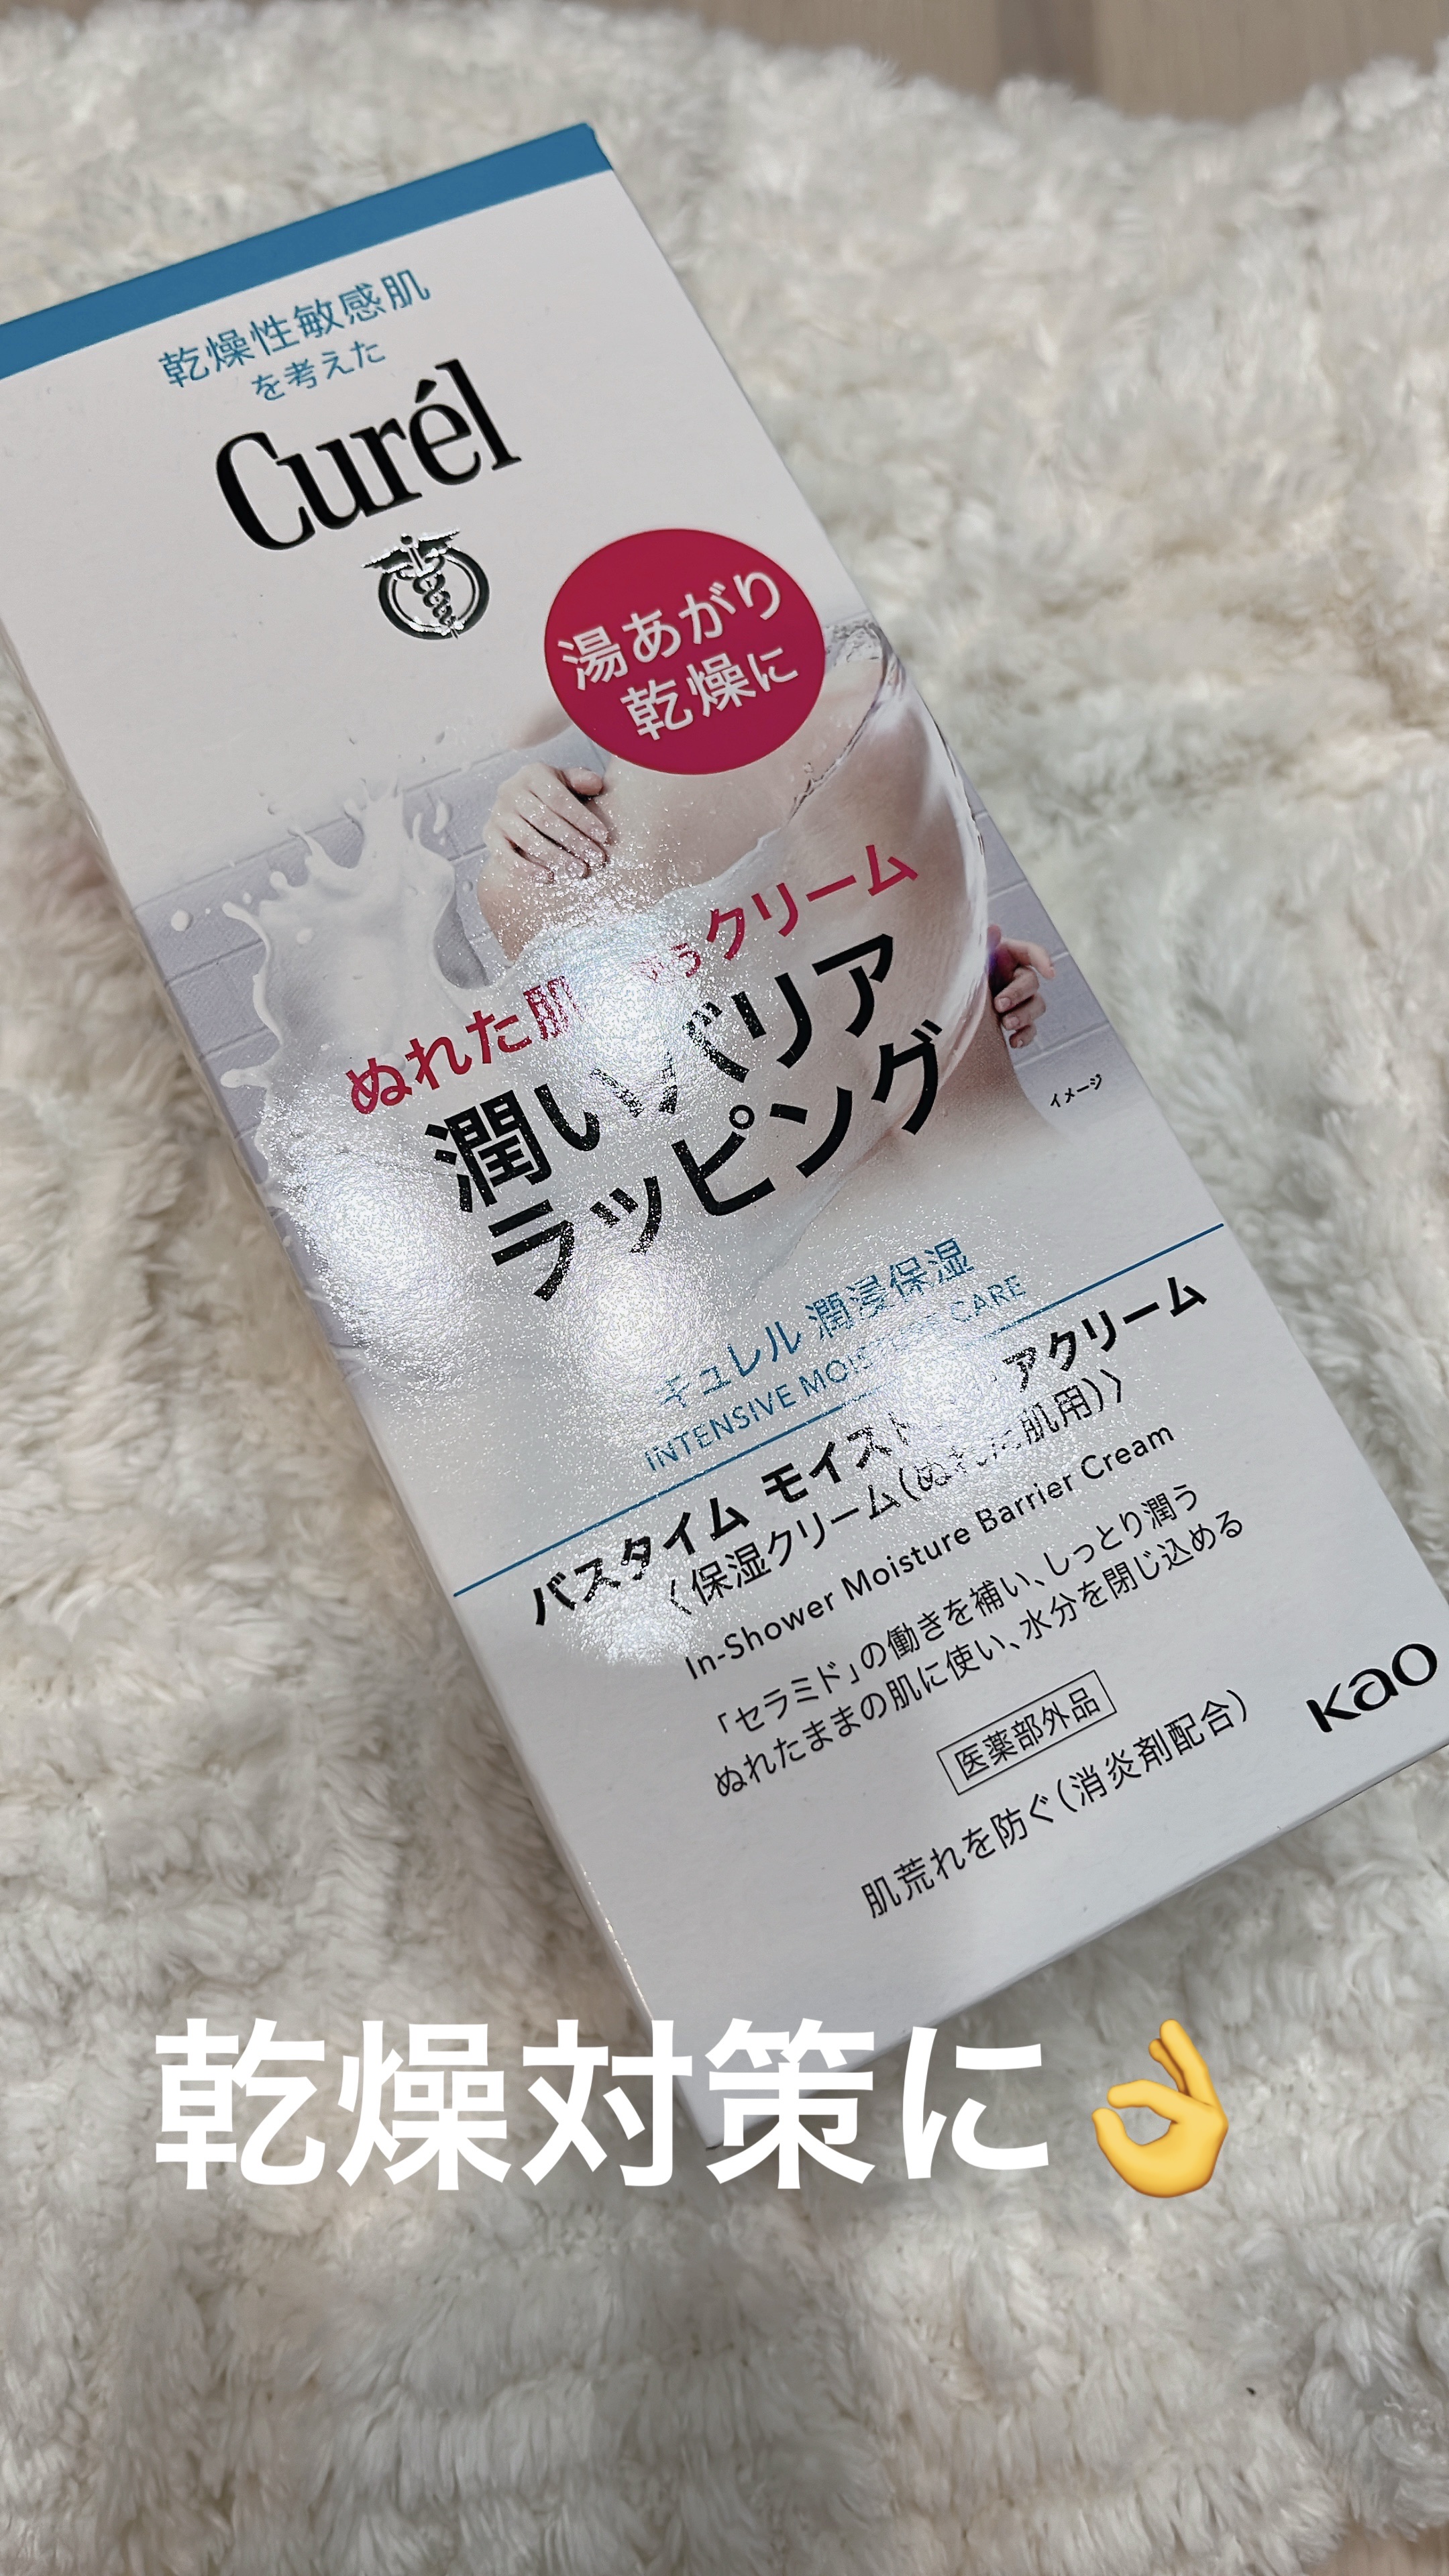 乾燥性敏感肌
を考えた
Curél
湯あがり
乾燥に
ぬれた肌 うクリーム
潤いバリア
ラッピング
イメージ
キュレル 潤浸保湿
INTENSIVE MOISTURE CARE
バスタイム モイスト アクリーム
〈保湿クリーム(ぬれた肌用)〉
In-Shower Moisture Barrier Cream
「セラミド」の働きを補い、しっとり潤う
ぬれたままの肌に使い、水分を閉じ込める
医薬部外品
肌荒れを防ぐ(消炎剤配合)
Kao
乾燥対策に👌